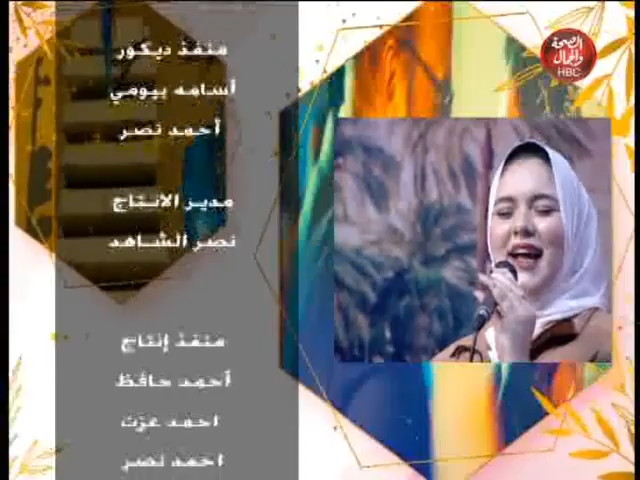 منفذ ديكور
أسامه بيومي
أحمد نصر
مدير الانتاج
نصر الشاهد
منفذ إنتاج
أحمد حافظ
احمد عزت
احمد نصر
الصحة
والجمال
HBC